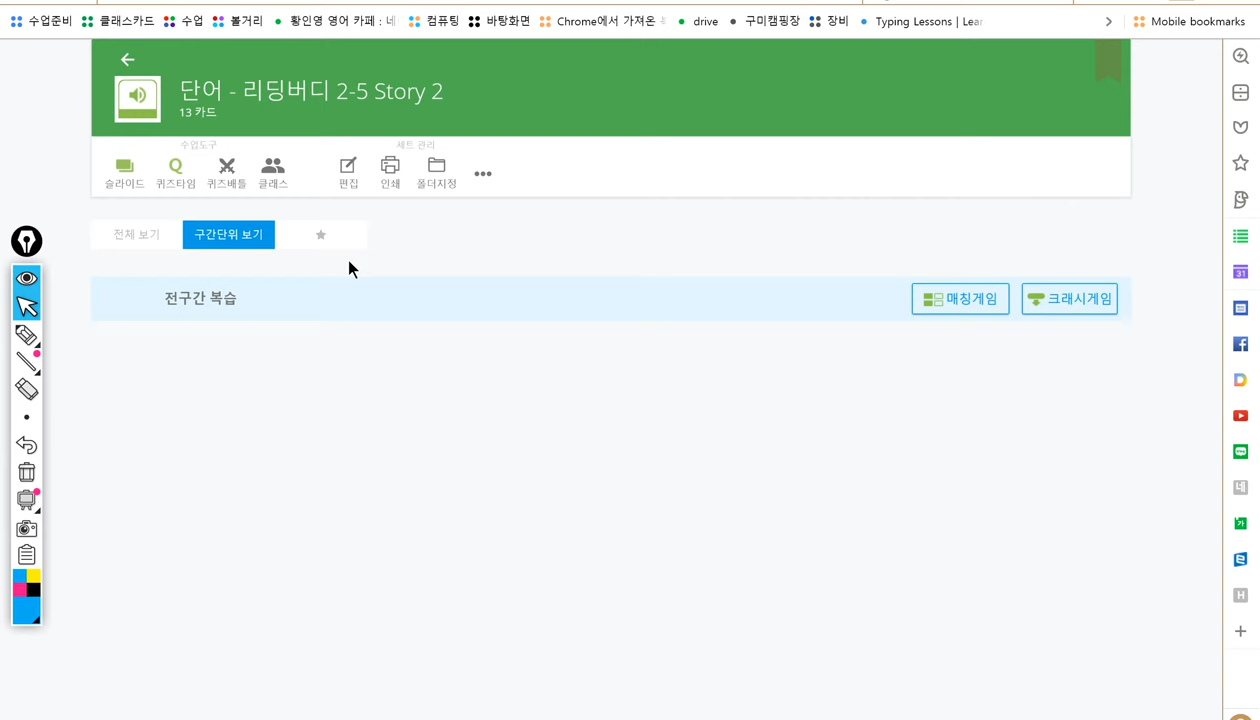 수업준비 클래스카드 수업 볼거리 황인영 영어 카페 : 네 컴퓨팅 바탕화면 Chrome에서 가져온 drive 구미캠핑장 장비 Typing Lessons | Lear Mobile bookmarks
단어 - 리딩버디 2-5 Story 2
13 카드
수업도구 세트 관리
슬라이드 퀴즈타임 퀴즈배틀 클래스 편집 인쇄 폴더지정
전체 보기 구간단위 보기
전구간 복습 매칭게임 크래시게임
31